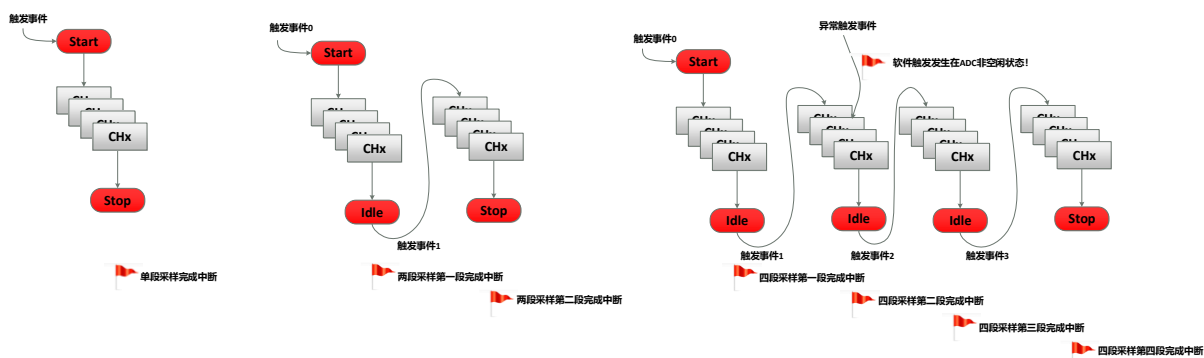 触发事件
Start
CHx
Stop
单段采样完成中断
触发事件0
Start
CHx
CHx
Idle
Stop
触发事件1
两段采样第一段完成中断
两段采样第二段完成中断
异常触发事件
触发事件0
软件触发发生在ADC非空闲状态!
Start
CHx
CHx
CHx
CHx
Idle
Idle
Idle
Stop
触发事件1
触发事件2
触发事件3
四段采样第一段完成中断
四段采样第二段完成中断
四段采样第三段完成中断
四段采样第四段完成中断